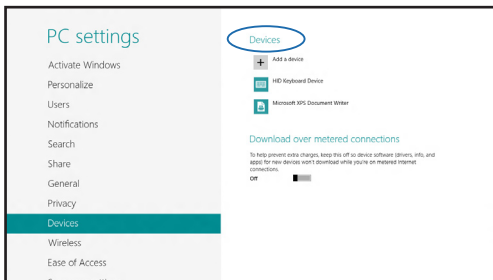 PC settings
Activate Windows
Personalize
Users
Notifications
Search
Share
General
Privacy
Devices
Wireless
Ease of Access
Devices
Add a device
HID Keyboard Device
Microsoft XPS Document Writer
Download over metered connections
To help prevent extra charges, keep this off so device software (drivers, info, and
apps) for new devices won't download while you're on metered Internet
connections.
Off